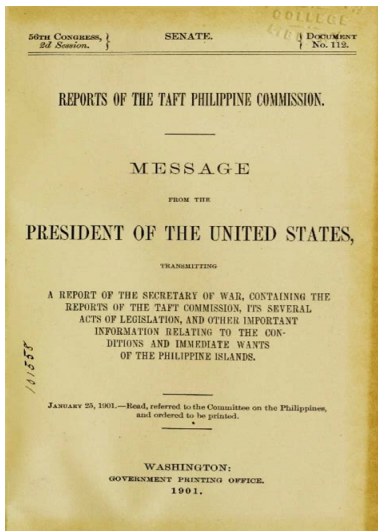 COLLEGE
56TH CONGRESS, SENATE. DOCUMENT
2d Session. No. 112.
REPORTS OF THE TAFT PHILIPPINE COMMISSION.
MESSAGE
FROM THE
PRESIDENT OF THE UNITED STATES,
TRANSMITTING
A REPORT OF THE SECRETARY OF WAR, CONTAINING THE
REPORTS OF THE TAFT COMMISSION, ITS SEVERAL
ACTS OF LEGISLATION, AND OTHER IMPORTANT
INFORMATION RELATING TO THE CON-
DITIONS AND IMMEDIATE WANTS
OF THE PHILIPPINE ISLANDS.
JANUARY 25, 1901.—Read, referred to the Committee on the Philippines,
and ordered to be printed.
WASHINGTON:
GOVERNMENT PRINTING OFFICE.
1901.